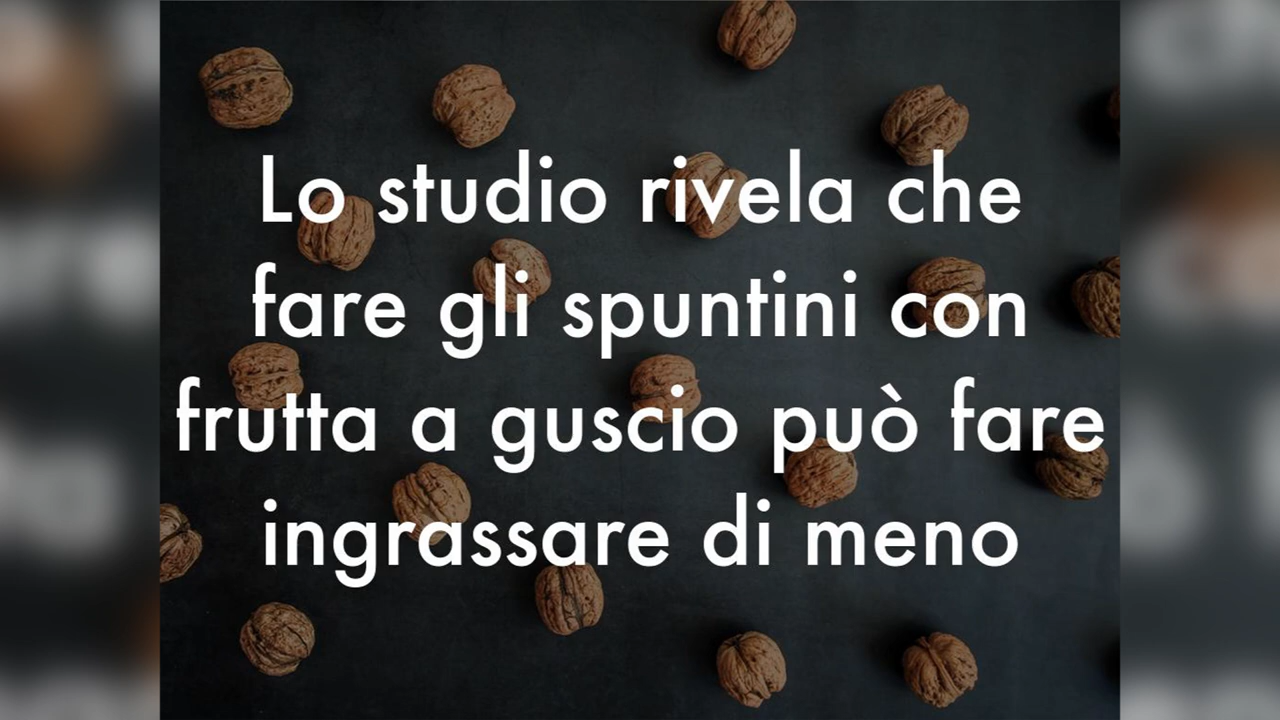 Lo studio rivela che
fare gli spuntini con
frutta a guscio può fare
ingrassare di meno